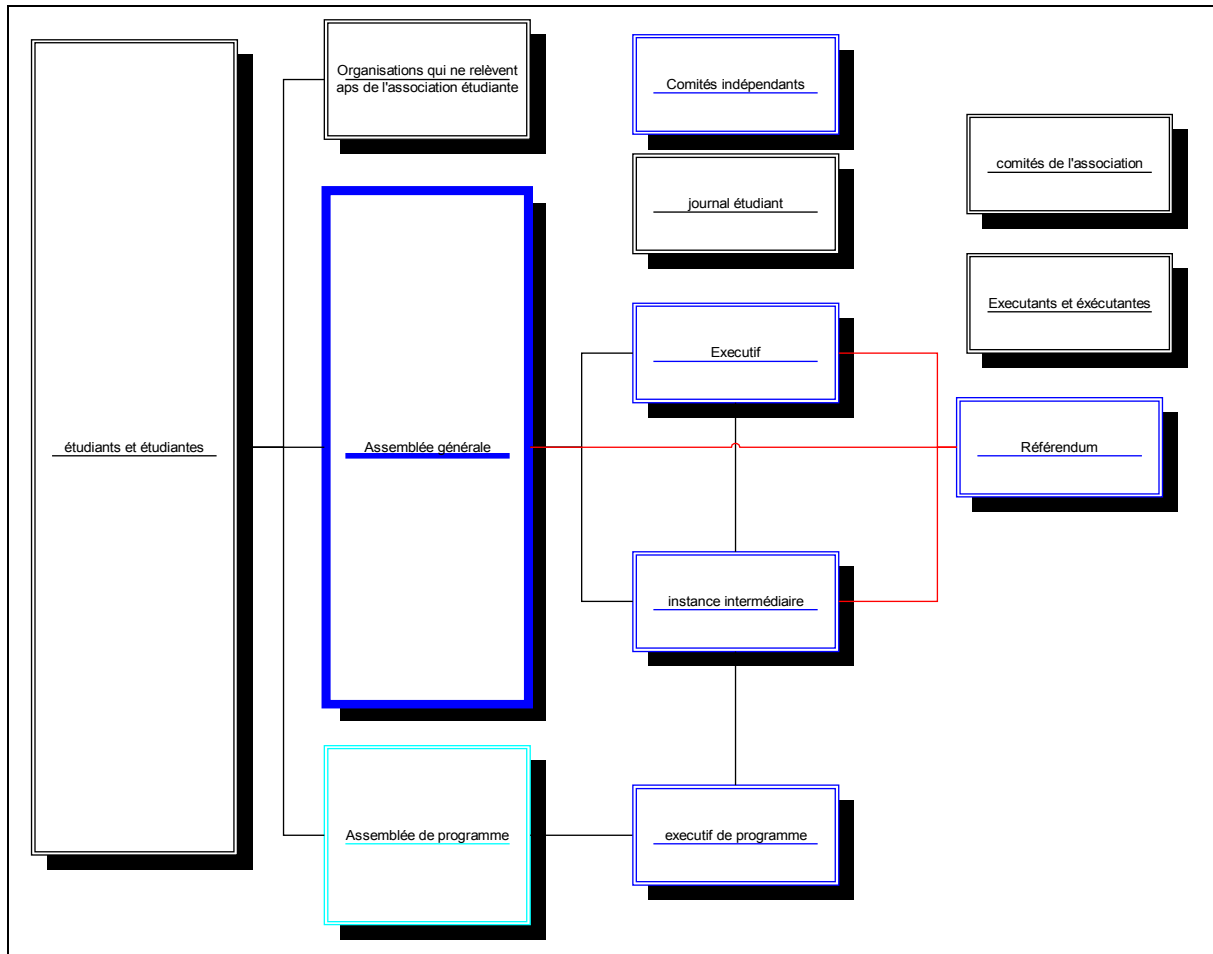 étudiants et étudiantes
Organisations qui ne relèvent
aps de l'association étudiante
Assemblée générale
Assemblée de programme
Comités indépendants
journal étudiant
Executif
instance intermédiaire
executif de programme
comités de l'association
Executants et éxécutantes
Référendum